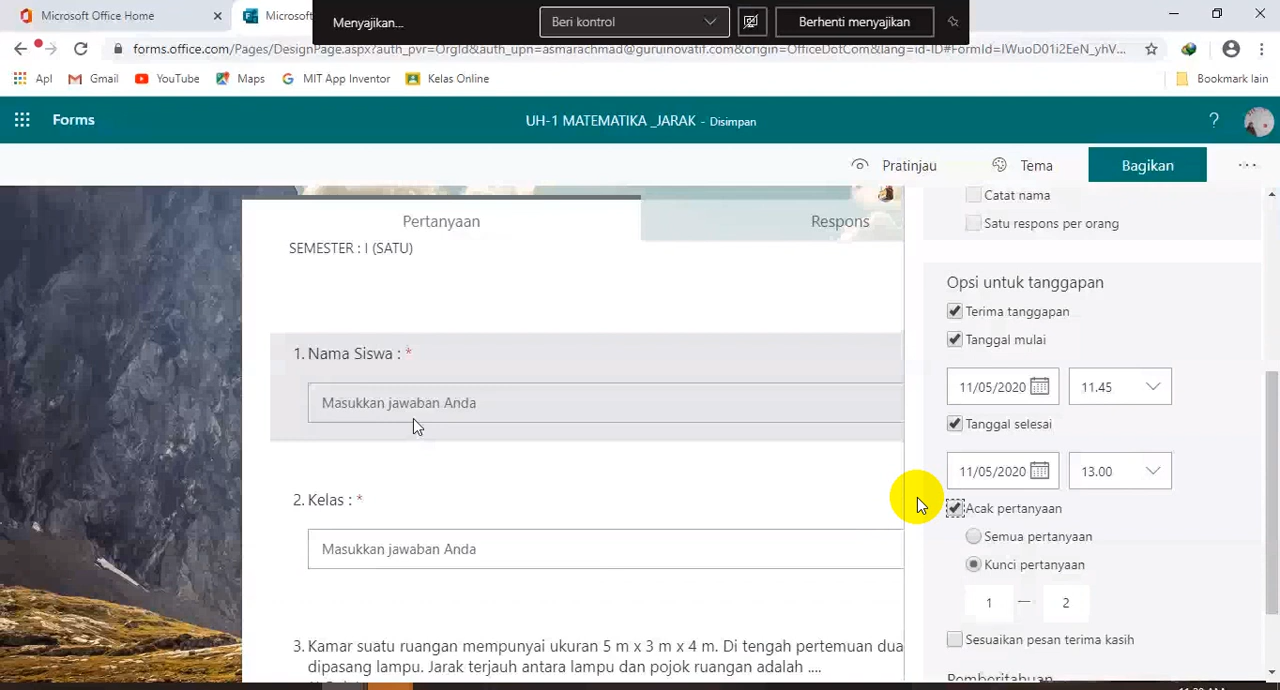 Microsoft Office Home
Microsoft
Menyajikan...
Beri kontrol
Berhenti menyajikan
forms.office.com/Pages/DesignPage.aspx?auth_pvr=OrgId&auth_upn=asmarachmad@guruinovatif.com&origin=OfficeDotCom&lang=id-ID#FormId=IWuoD01i2EeN_yhV...
Apl
Gmail
YouTube
Maps
MIT App Inventor
Kelas Online
Bookmark lain
Forms
UH-1 MATEMATIKA _JARAK - Disimpan
?
Pratinjau
Tema
Bagikan
Pertanyaan
Respons
SEMESTER : I (SATU)
1. Nama Siswa : *
Masukkan jawaban Anda
2. Kelas : *
Masukkan jawaban Anda
3. Kamar suatu ruangan mempunyai ukuran 5 m x 3 m x 4 m. Di tengah pertemuan dua
dipasang lampu. Jarak terjauh antara lampu dan pojok ruangan adalah ....
Catat nama
Satu respons per orang
Opsi untuk tanggapan
Terima tanggapan
Tanggal mulai
11/05/2020
11.45
Tanggal selesai
11/05/2020
13.00
Acak pertanyaan
Semua pertanyaan
Kunci pertanyaan
1 — 2
Sesuaikan pesan terima kasih
Pemberitahuan